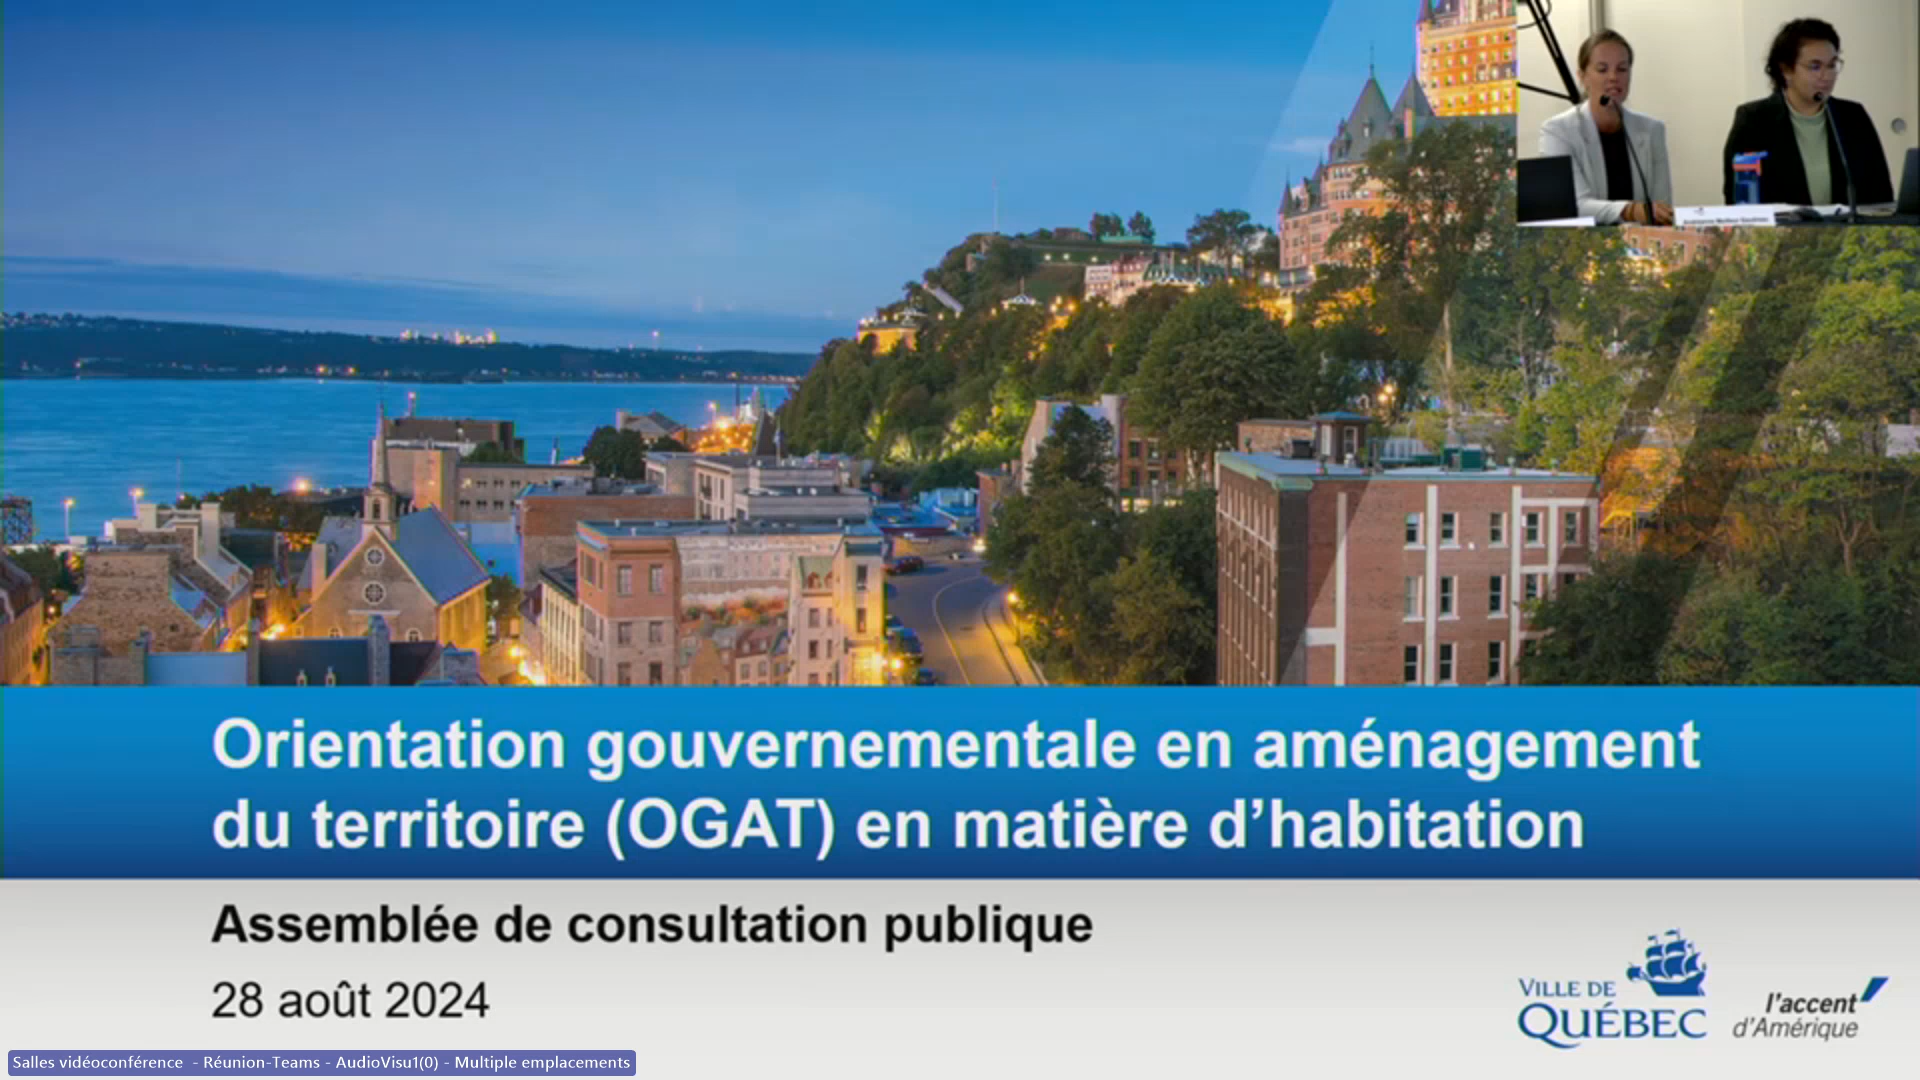 Orientation gouvernementale en aménagement
du territoire (OGAT) en matière d’habitation
Assemblée de consultation publique
28 août 2024
VILLE DE
QUÉBEC
l'accent
d'Amérique
Salles vidéoconférence - Réunion-Teams - AudioVisu1(0) - Multiple emplacements